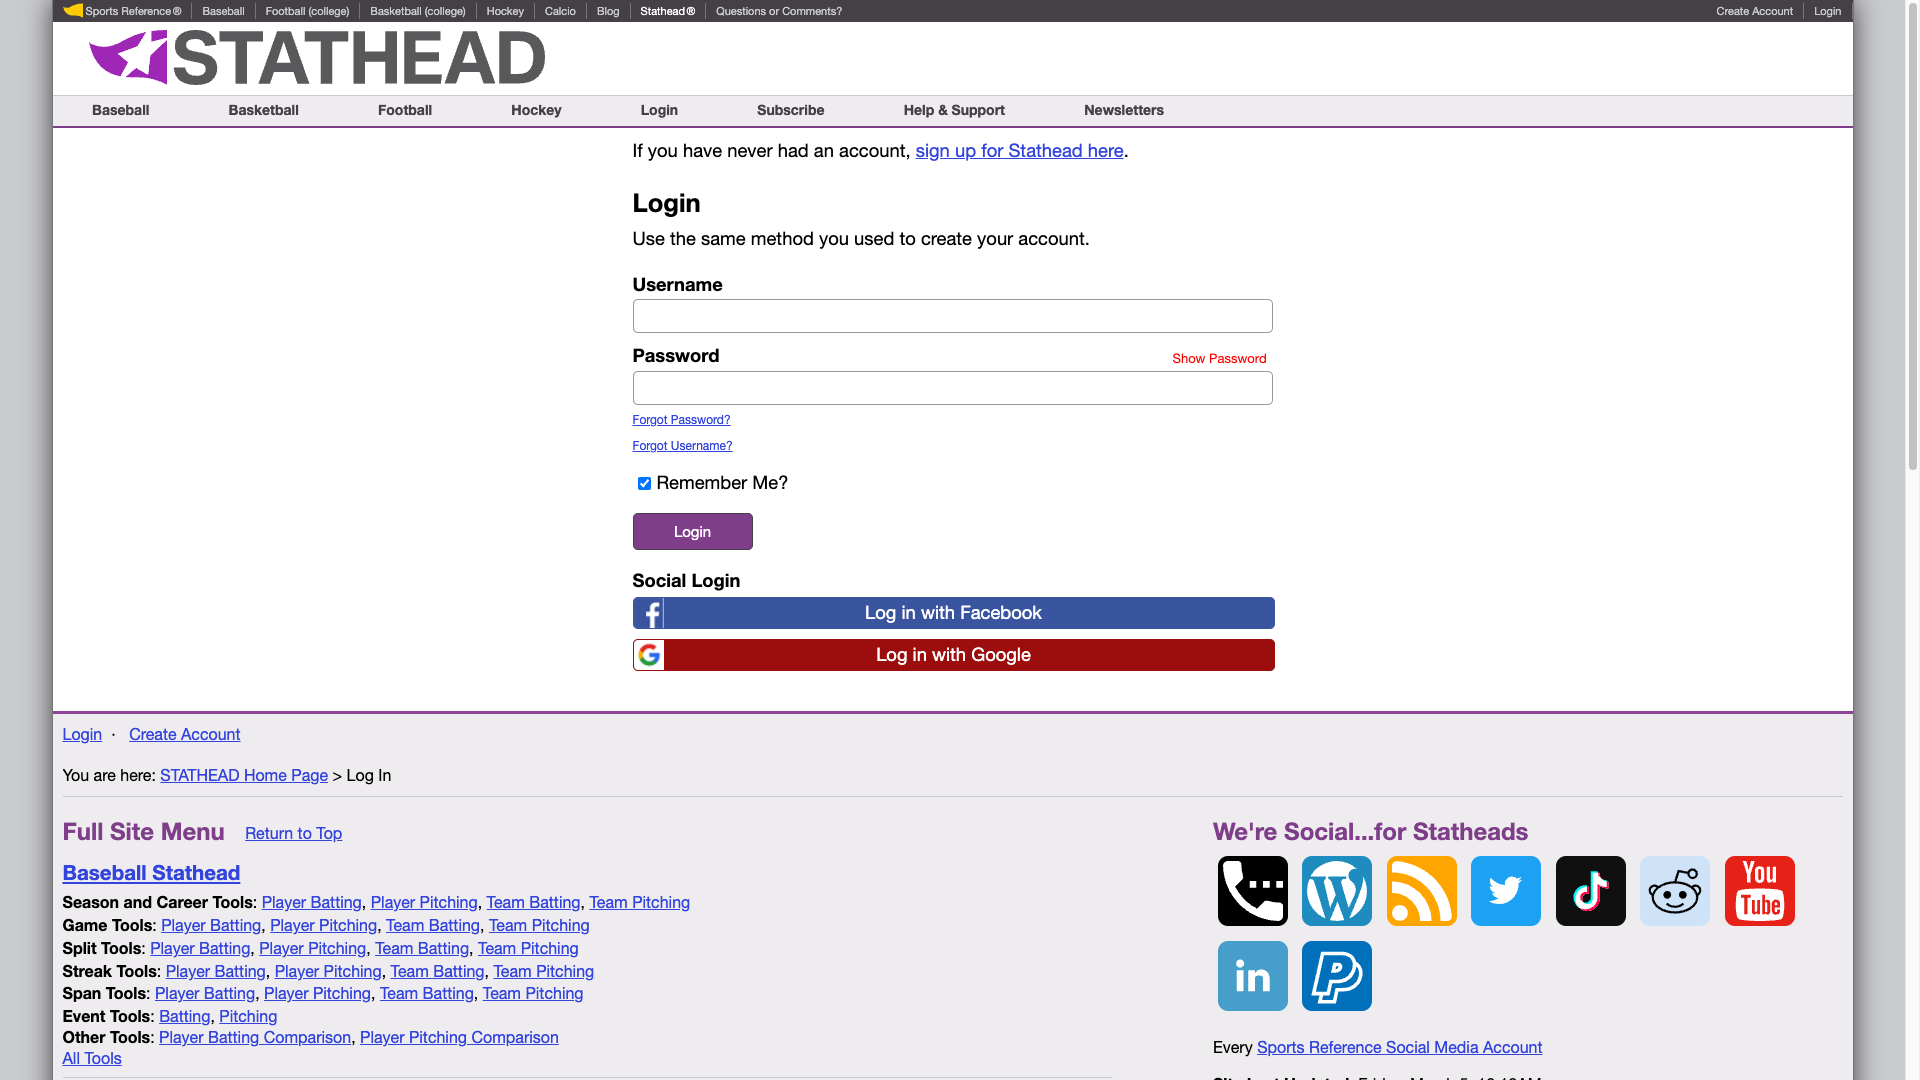 Sports Reference ® Baseball Football (college) Basketball (college) Hockey Calcio Blog Stathead ® Questions or Comments? Create Account Login
STATHEAD
Baseball Basketball Football Hockey Login Subscribe Help & Support Newsletters
If you have never had an account, sign up for Stathead here.
Login
Use the same method you used to create your account.
Username
Password Show Password
Forgot Password?
Forgot Username?
Remember Me?
Login
Social Login
Log in with Facebook
Log in with Google
Login · Create Account
You are here: STATHEAD Home Page > Log In
Full Site Menu Return to Top
Baseball Stathead
Season and Career Tools: Player Batting, Player Pitching, Team Batting, Team Pitching
Game Tools: Player Batting, Player Pitching, Team Batting, Team Pitching
Split Tools: Player Batting, Player Pitching, Team Batting, Team Pitching
Streak Tools: Player Batting, Player Pitching, Team Batting, Team Pitching
Span Tools: Player Batting, Player Pitching, Team Batting, Team Pitching
Event Tools: Batting, Pitching
Other Tools: Player Batting Comparison, Player Pitching Comparison
All Tools
We're Social...for Statheads
You Tube
in
Every Sports Reference Social Media Account